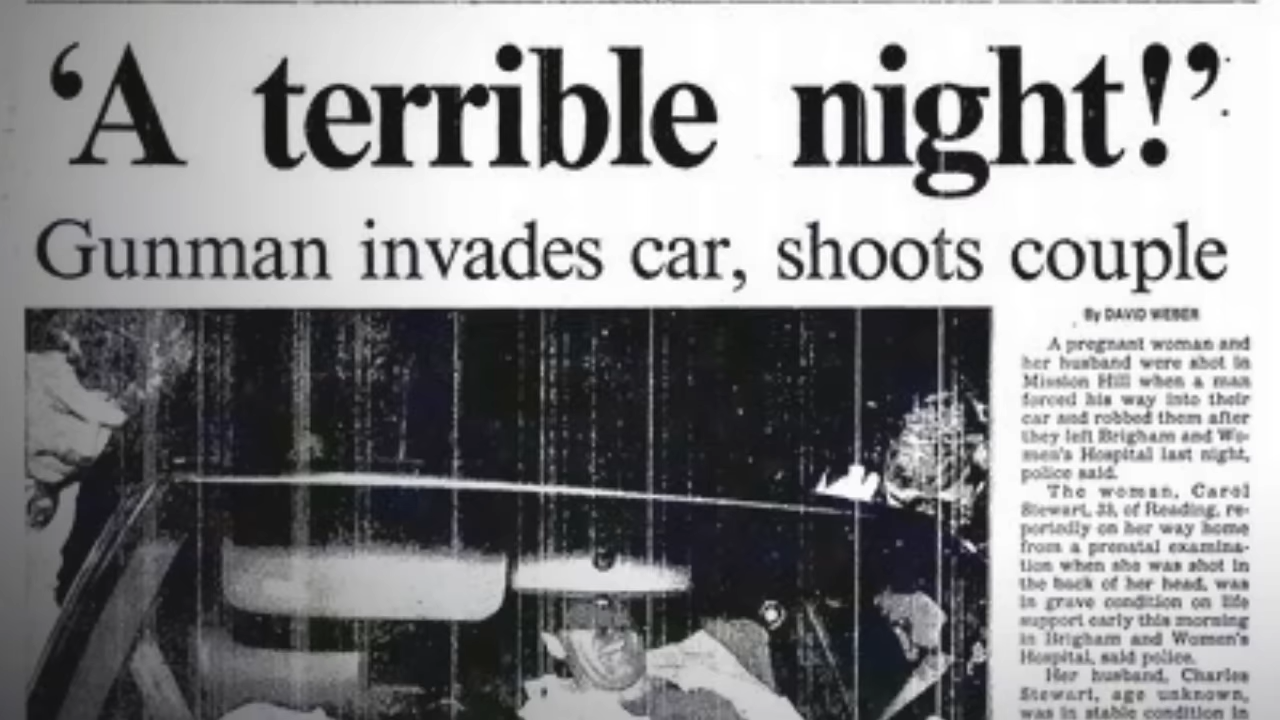 ‘A terrible night!’
Gunman invades car, shoots couple
By DAVID WEBER
A pregnant woman and
her husband were shot in
Mission Hill when a man
forced his way into their
car and robbed them after
they left Brigham and Wo-
men's Hospital last night,
police said.
The woman, Carol
Stewart, 33, of Reading, re-
portedly on her way home
from a prenatal examina-
tion when she was shot in
the back of her head, was
in grave condition on life
support early this morning
in Brigham and Women's
Hospital, said police.
Her husband, Charles
Stewart, age unknown,
was in stable condition in